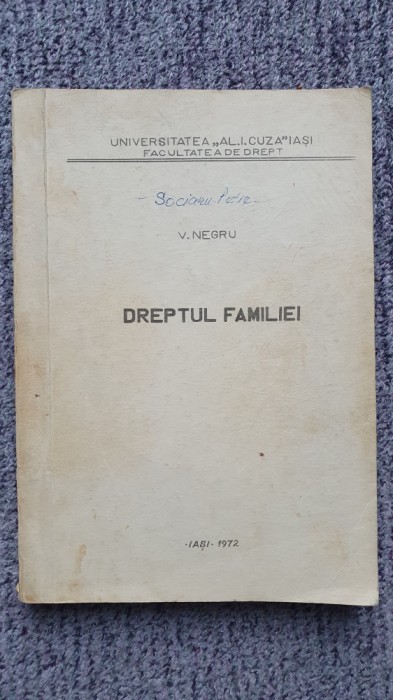 UNIVERSITATEA „AL.I.CUZA” IAȘI
FACULTATEA DE DREPT
V. NEGRU
DREPTUL FAMILIEI
·IAȘI· 1972